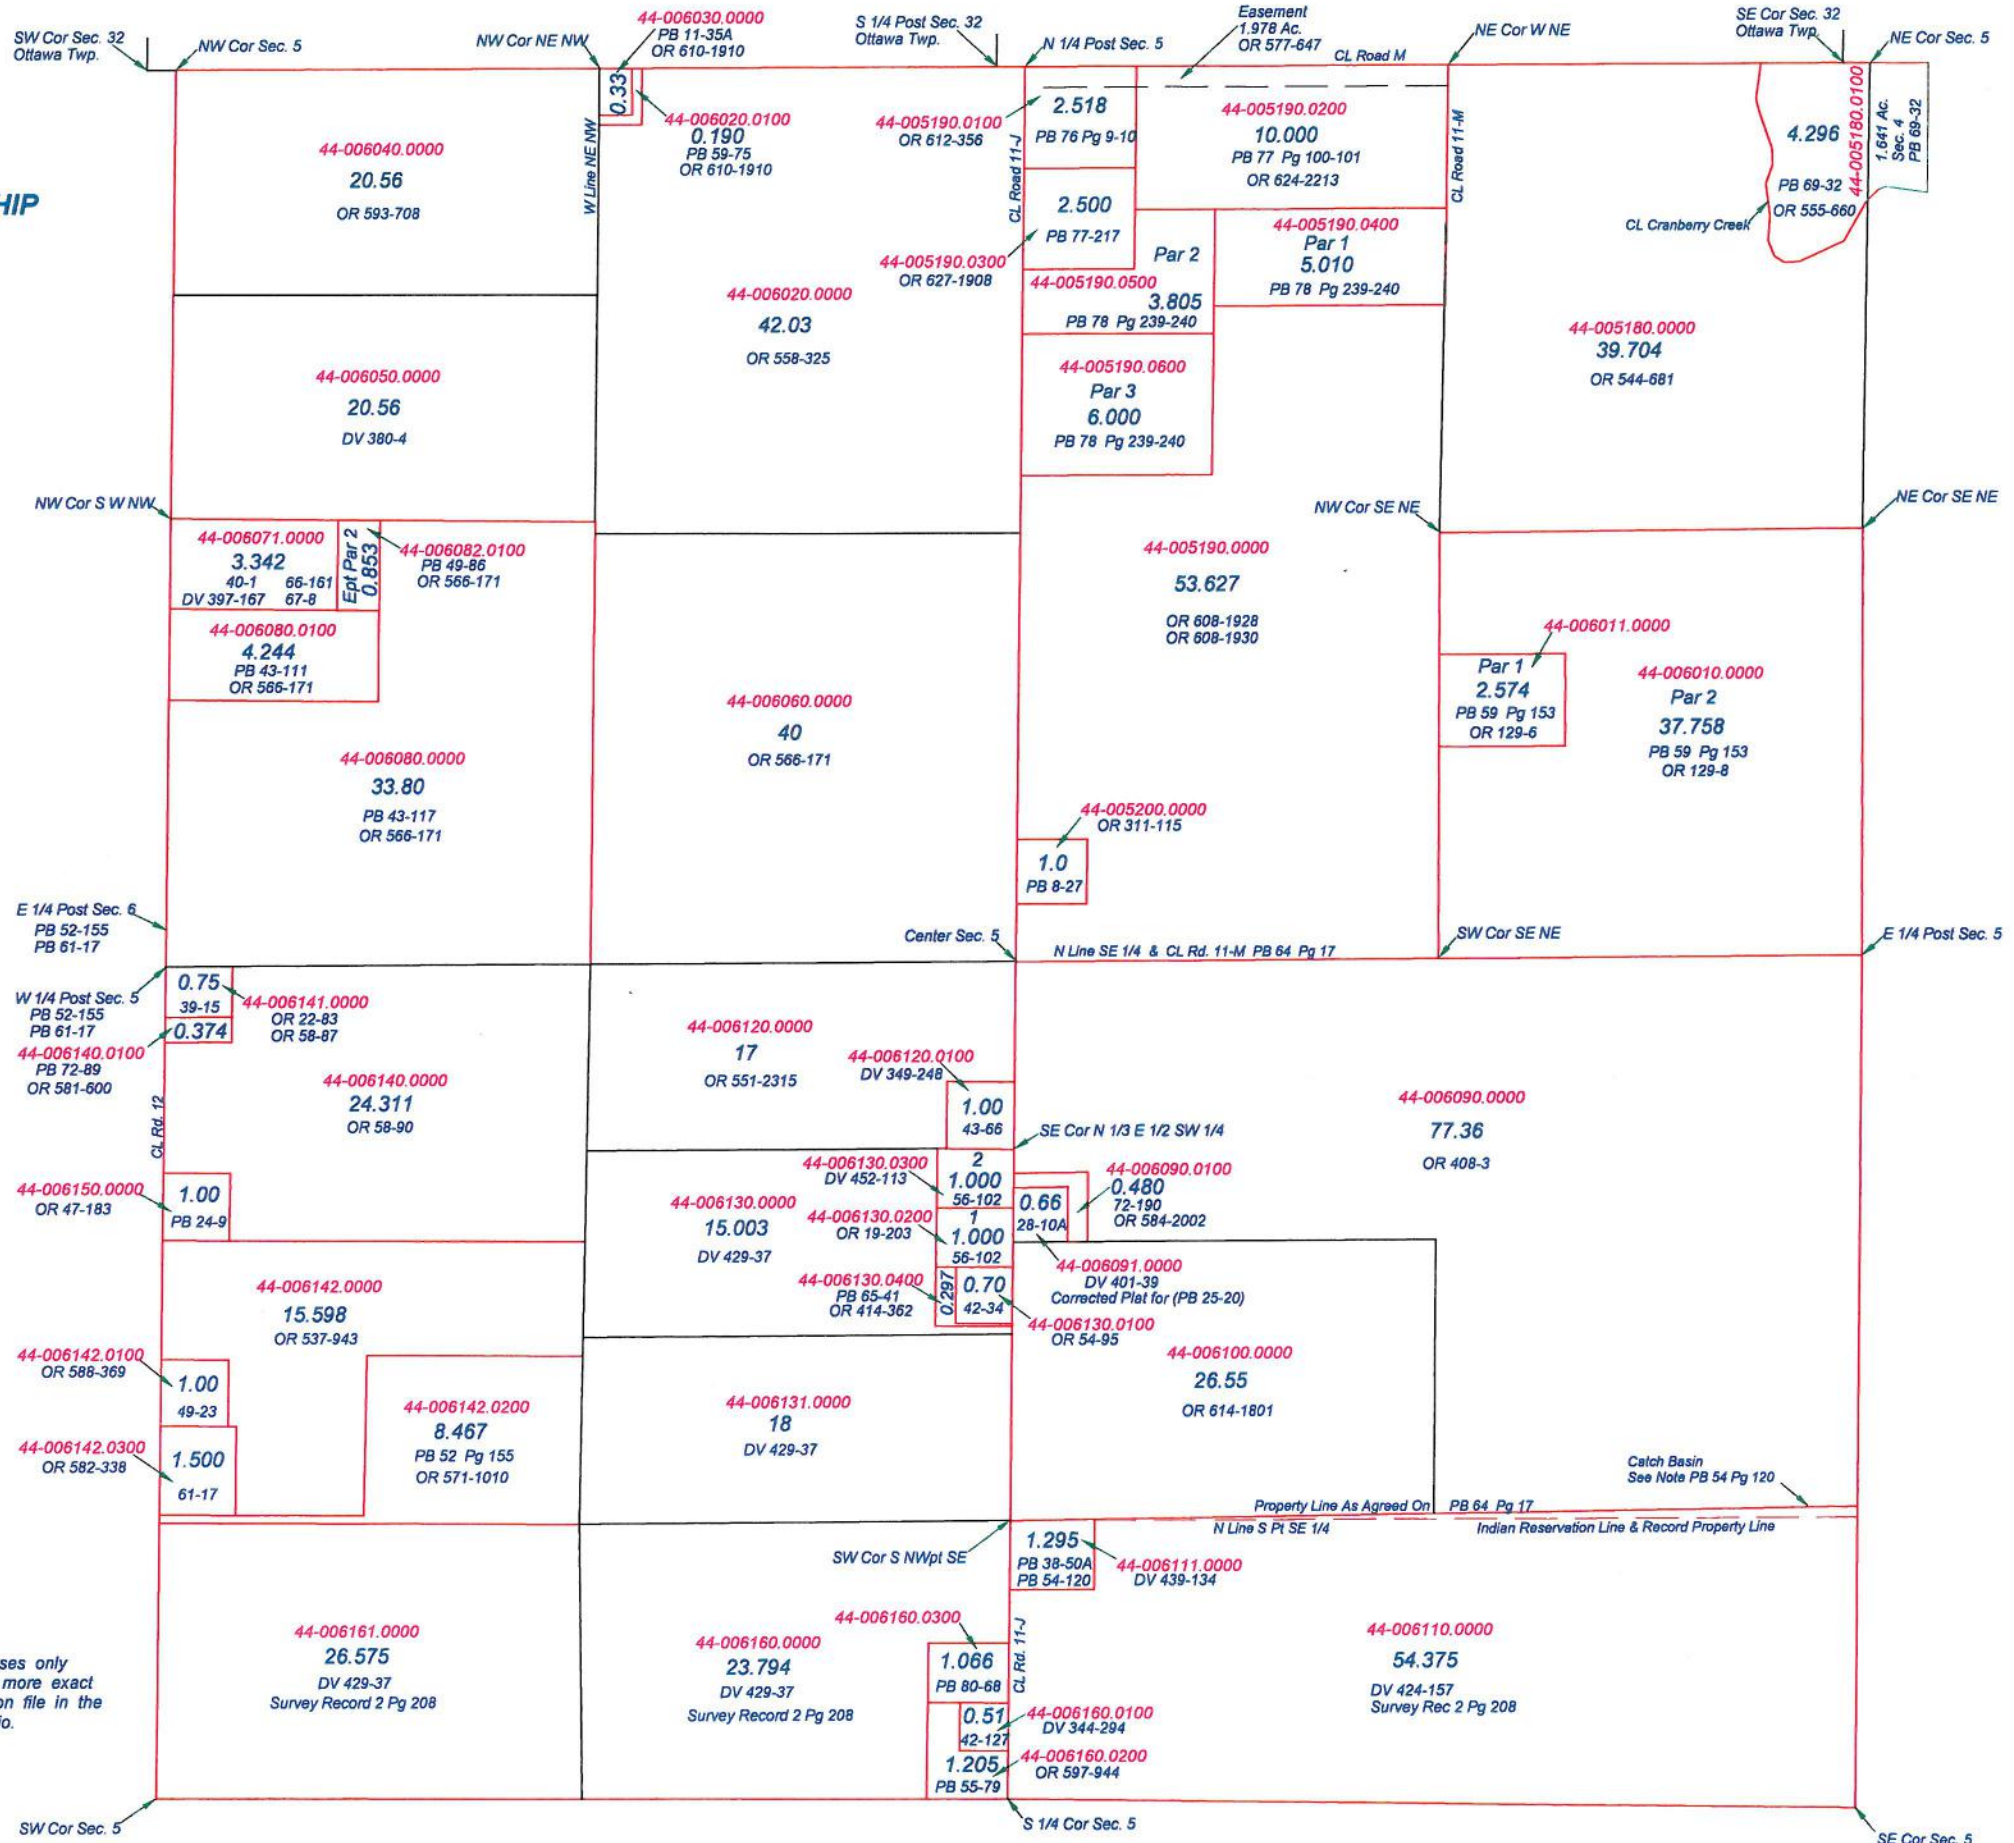 SW Cor Sec. 32
Ottawa Twp.
NW Cor Sec. 5
NW Cor NE NW
44-006030.0000
PB 11-35A
OR 610-1910
S 1/4 Post Sec. 32
Ottawa Twp.
N 1/4 Post Sec. 5
Easement
1.978 Ac.
OR 577-647
CL Road M
NE Cor W NE
SE Cor Sec. 32
Ottawa Twp.
NE Cor Sec. 5
HIP
44-006040.0000
20.56
OR 593-708
W Line NE NW
0.33
44-006020.0100
0.190
PB 59-75
OR 610-1910
44-005190.0100
OR 612-356
CL Road 11-J
2.518
PB 76 Pg 9-10
44-005190.0200
10.000
PB 77 Pg 100-101
OR 624-2213
CL Road 11-M
4.296
PB 69-32
OR 555-660
44-005180.0100
1.641 Ac.
Sec. 4
PB 69-32
CL Cranberry Creek
2.500
PB 77-217
44-005190.0300
OR 627-1908
Par 2
44-005190.0500
3.805
PB 78 Pg 239-240
44-005190.0400
Par 1
5.010
PB 78 Pg 239-240
44-006020.0000
42.03
OR 558-325
44-005180.0000
39.704
OR 544-681
44-006050.0000
20.56
DV 380-4
44-005190.0600
Par 3
6.000
PB 78 Pg 239-240
NW Cor S W NW
NW Cor SE NE
NE Cor SE NE
44-006071.0000
3.342
40-1 66-161
DV 397-167 67-8
Ept Par 2
0.853
44-006082.0100
PB 49-86
OR 566-171
44-006080.0100
4.244
PB 43-111
OR 566-171
44-005190.0000
53.627
OR 608-1928
OR 608-1930
44-006011.0000
Par 1
2.574
PB 59 Pg 153
OR 129-6
44-006010.0000
Par 2
37.758
PB 59 Pg 153
OR 129-8
44-006060.0000
40
OR 566-171
44-006080.0000
33.80
PB 43-117
OR 566-171
44-005200.0000
OR 311-115
1.0
PB 8-27
E 1/4 Post Sec. 6
PB 52-155
PB 61-17
Center Sec. 5
N Line SE 1/4 & CL Rd. 11-M PB 64 Pg 17
SW Cor SE NE
E 1/4 Post Sec. 5
W 1/4 Post Sec. 5
PB 52-155
PB 61-17
0.75
39-15
44-006141.0000
OR 22-83
OR 58-87
0.374
44-006140.0100
PB 72-89
OR 581-600
CL Rd. 12
44-006140.0000
24.311
OR 58-90
44-006120.0000
17
OR 551-2315
44-006120.0100
DV 349-248
1.00
43-66
SE Cor N 1/3 E 1/2 SW 1/4
44-006090.0000
77.36
OR 408-3
44-006150.0000
OR 47-183
1.00
PB 24-9
44-006130.0000
15.003
DV 429-37
44-006130.0300
DV 452-113
2
1.000
56-102
44-006130.0200
OR 19-203
1
1.000
56-102
44-006130.0400
PB 65-41
OR 414-362
0.297
0.70
42-34
44-006130.0100
OR 54-95
0.66
28-10A
44-006090.0100
0.480
72-190
OR 584-2002
44-006091.0000
DV 401-39
Corrected Plat for (PB 25-20)
44-006142.0000
15.598
OR 537-943
44-006100.0000
26.55
OR 614-1801
44-006142.0100
OR 588-369
1.00
49-23
44-006142.0300
OR 582-338
1.500
61-17
44-006142.0200
8.467
PB 52 Pg 155
OR 571-1010
44-006131.0000
18
DV 429-37
Catch Basin
See Note PB 54 Pg 120
Property Line As Agreed On PB 64 Pg 17
N Line S Pt SE 1/4
Indian Reservation Line & Record Property Line
SW Cor S NWpt SE
1.295
PB 38-50A
PB 54-120
44-006111.0000
DV 439-134
ses only
more exact
on file in the
io.
44-006161.0000
26.575
DV 429-37
Survey Record 2 Pg 208
44-006160.0000
23.794
DV 429-37
Survey Record 2 Pg 208
44-006160.0300
1.066
PB 80-68
CL Rd. 11-J
0.51
42-127
44-006160.0100
DV 344-294
1.205
PB 55-79
44-006160.0200
OR 597-944
44-006110.0000
54.375
DV 424-157
Survey Rec 2 Pg 208
SW Cor Sec. 5
S 1/4 Cor Sec. 5
SE Cor Sec. 5